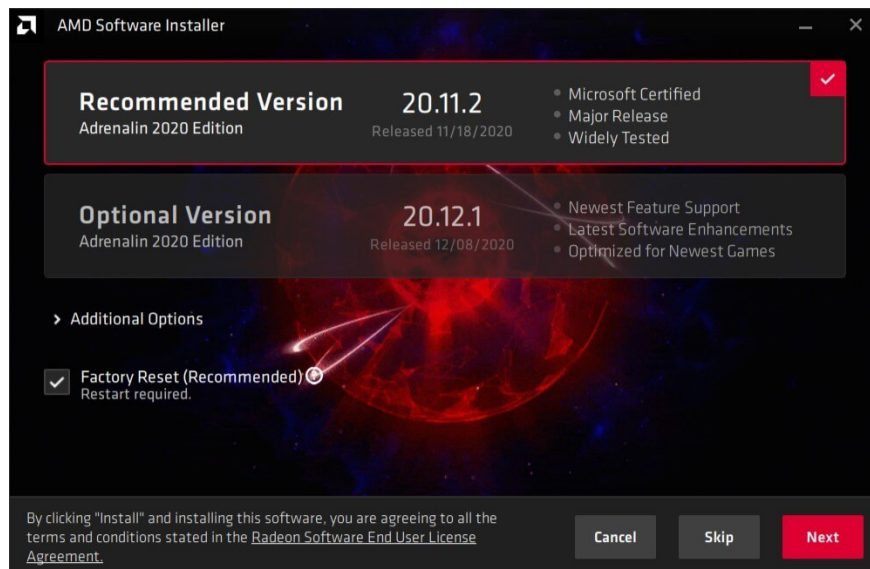 AMD Software Installer
Recommended Version
Adrenalin 2020 Edition
20.11.2
Released 11/18/2020
Microsoft Certified
Major Release
Widely Tested
Optional Version
Adrenalin 2020 Edition
20.12.1
Released 12/08/2020
Newest Feature Support
Latest Software Enhancements
Optimized for Newest Games
Additional Options
Factory Reset (Recommended)
Restart required.
By clicking "Install" and installing this software, you are agreeing to all the
terms and conditions stated in the Radeon Software End User License
Agreement.
Cancel
Skip
Next